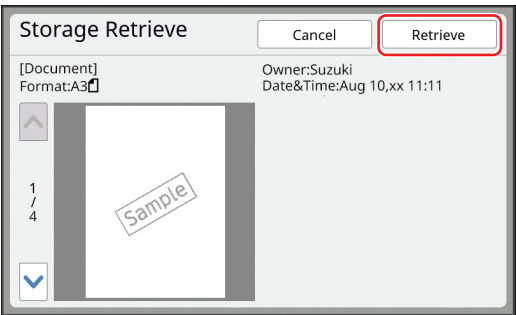 Storage Retrieve
Cancel
Retrieve
[Document]
Format:A3
Owner:Suzuki
Date&Time:Aug 10,xx 11:11
1
/
4
Sample